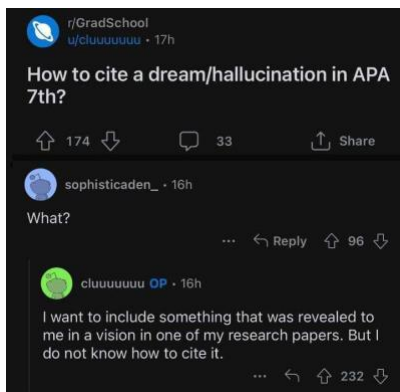 r/GradSchool
u/cluuuuuuu • 17h
How to cite a dream/hallucination in APA
7th?
174 33 Share
sophisticaden_ • 16h
What?
... Reply 96
cluuuuuuu OP • 16h
I want to include something that was revealed to
me in a vision in one of my research papers. But I
do not know how to cite it.
... 232